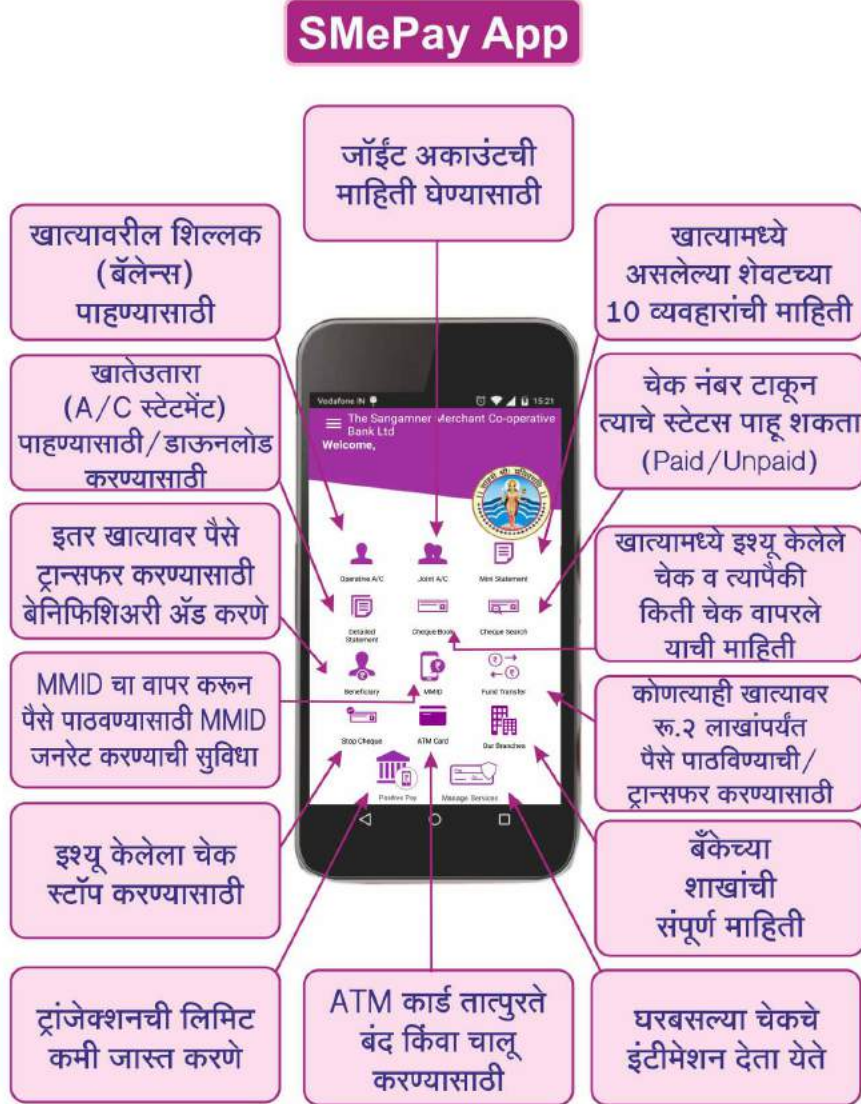 SMePay App
जॉईंट अकाउंटची
माहिती घेण्यासाठी
खात्यावरील शिल्लक
(बॅलेन्स)
पाहण्यासाठी
खात्यामध्ये
असलेल्या शेवटच्या
10 व्यवहारांची माहिती
खातेउतारा
(A/C स्टेटमेंट)
पाहण्यासाठी/डाऊनलोड
करण्यासाठी
चेक नंबर टाकून
त्याचे स्टेटस पाहू शकता
(Paid/Unpaid)
इतर खात्यावर पैसे
ट्रान्सफर करण्यासाठी
बेनिफिशिअरी ॲड करणे
खात्यामध्ये इश्यू केलेले
चेक व त्यापैकी
किती चेक वापरले
याची माहिती
MMID चा वापर करून
पैसे पाठवण्यासाठी MMID
जनरेट करण्याची सुविधा
कोणत्याही खात्यावर
रू.२ लाखांपर्यंत
पैसे पाठविण्याची/
ट्रान्सफर करण्यासाठी
इश्यू केलेला चेक
स्टॉप करण्यासाठी
बँकेच्या
शाखांची
संपूर्ण माहिती
ट्रांजेक्शनची लिमिट
कमी जास्त करणे
ATM कार्ड तात्पुरते
बंद किंवा चालू
करण्यासाठी
घरबसल्या चेकचे
इंटीमेशन देता येते
Vodafone IN 15:21
The Sangamner Merchant Co-operative
Bank Ltd
Welcome,
Operative A/C Joint A/C Mini Statement
Detailed
Statement
Cheque Book Cheque Search
Beneficiary MMID Fund Transfer
Stop Cheque ATM Card Our Branches
Positive Pay Manage Services